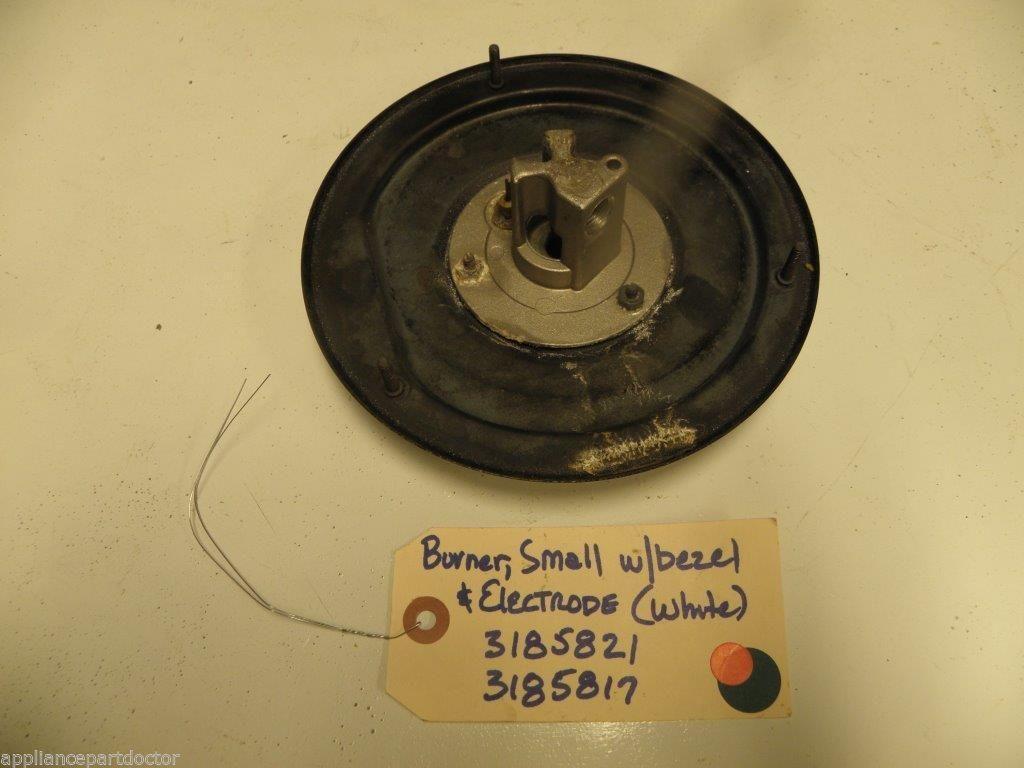 Burner, Small w/bezel
& ELECTRODE (White)
3185821
3185817
appliancepartdoctor